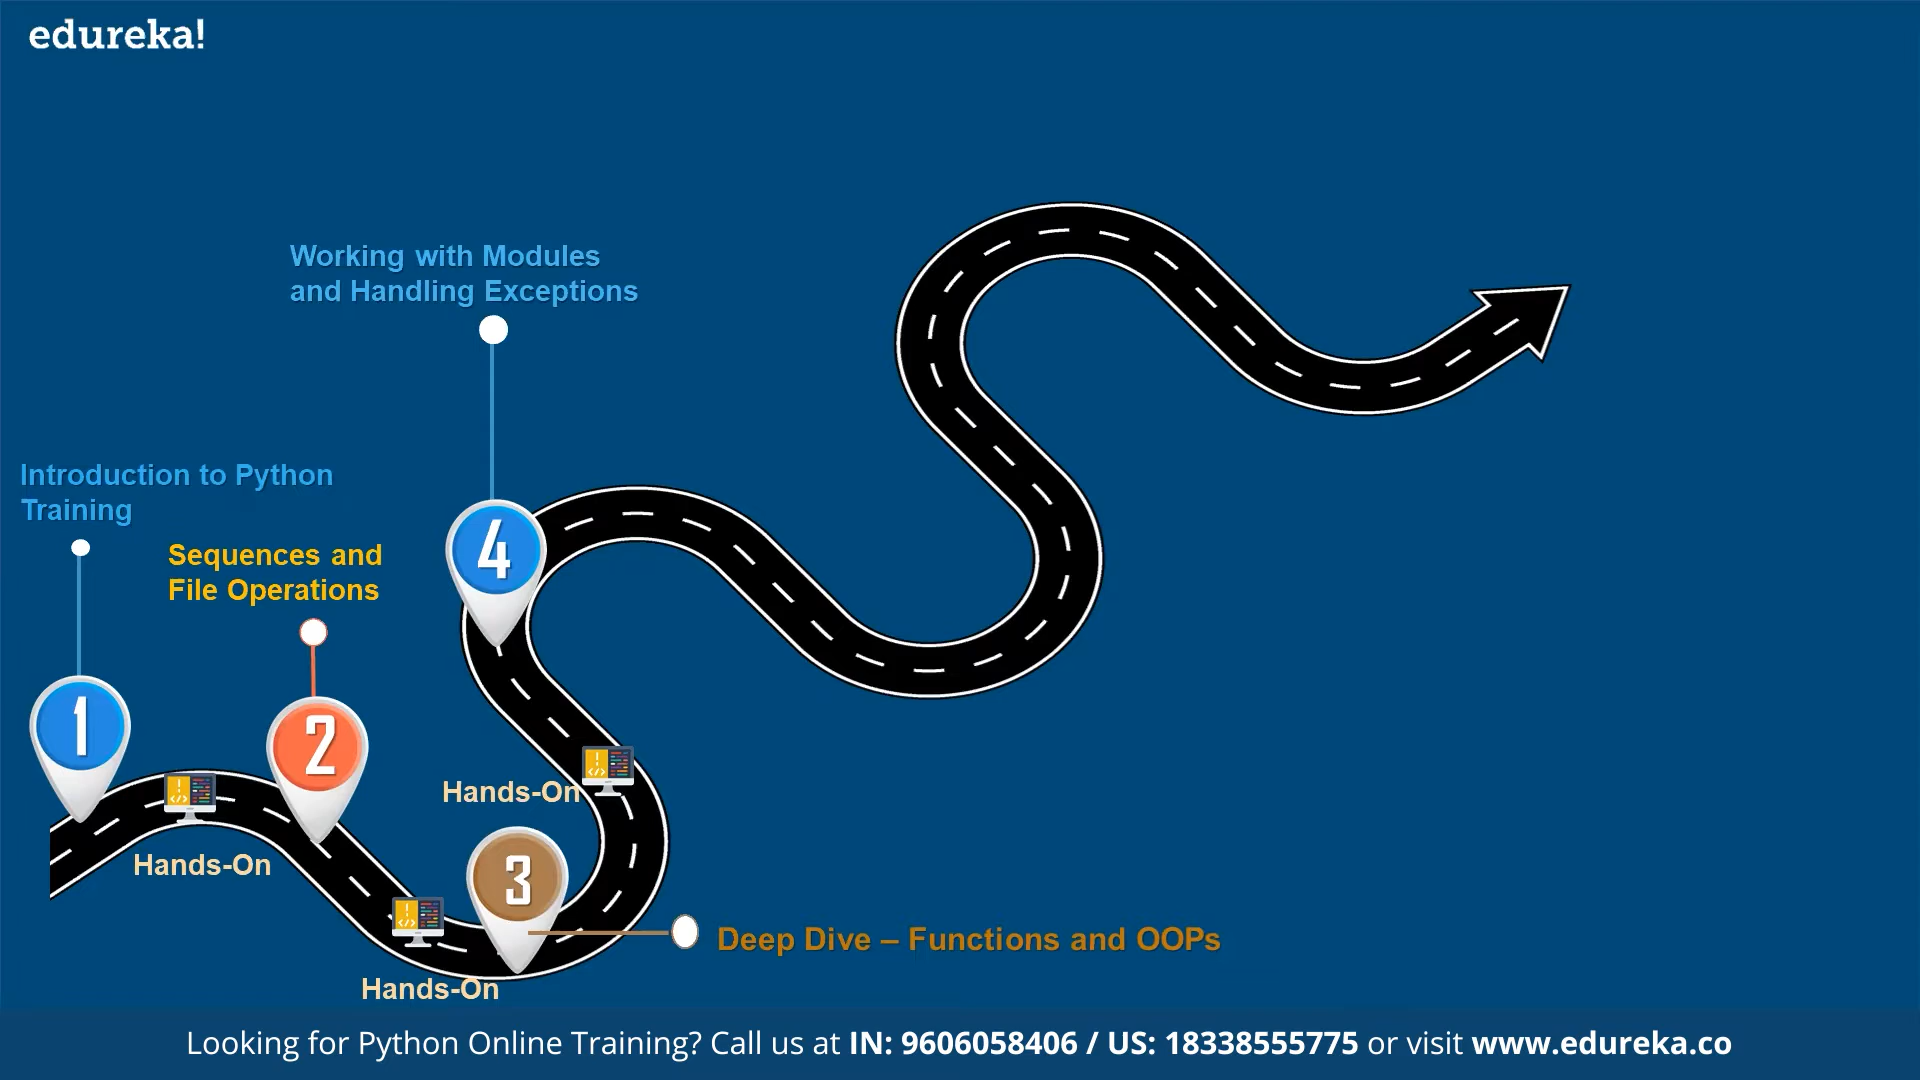 edureka!
Working with Modules
and Handling Exceptions
Introduction to Python
Training
Sequences and
File Operations
4
1
2
Hands-On
3
Hands-On
Deep Dive – Functions and OOPs
Hands-On
Looking for Python Online Training? Call us at IN: 9606058406 / US: 18338555775 or visit www.edureka.co